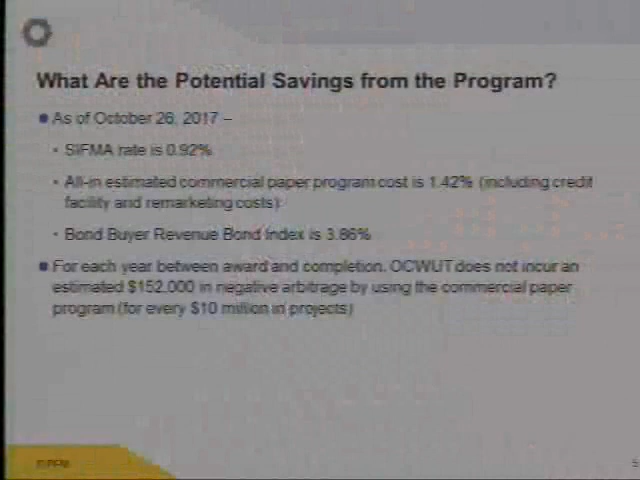 What Are the Potential Savings from the Program?
As of October 26, 2017 –
SIFMA rate is 0.92%
All-in estimated commercial paper program cost is 1.42% (including credit
facility and remarketing costs)
Bond Buyer Revenue Bond Index is 3.86%
For each year between award and completion, OCWUT does not incur an
estimated $152,000 in negative arbitrage by using the commercial paper
program (for every $10 million in projects)
© PFM
5